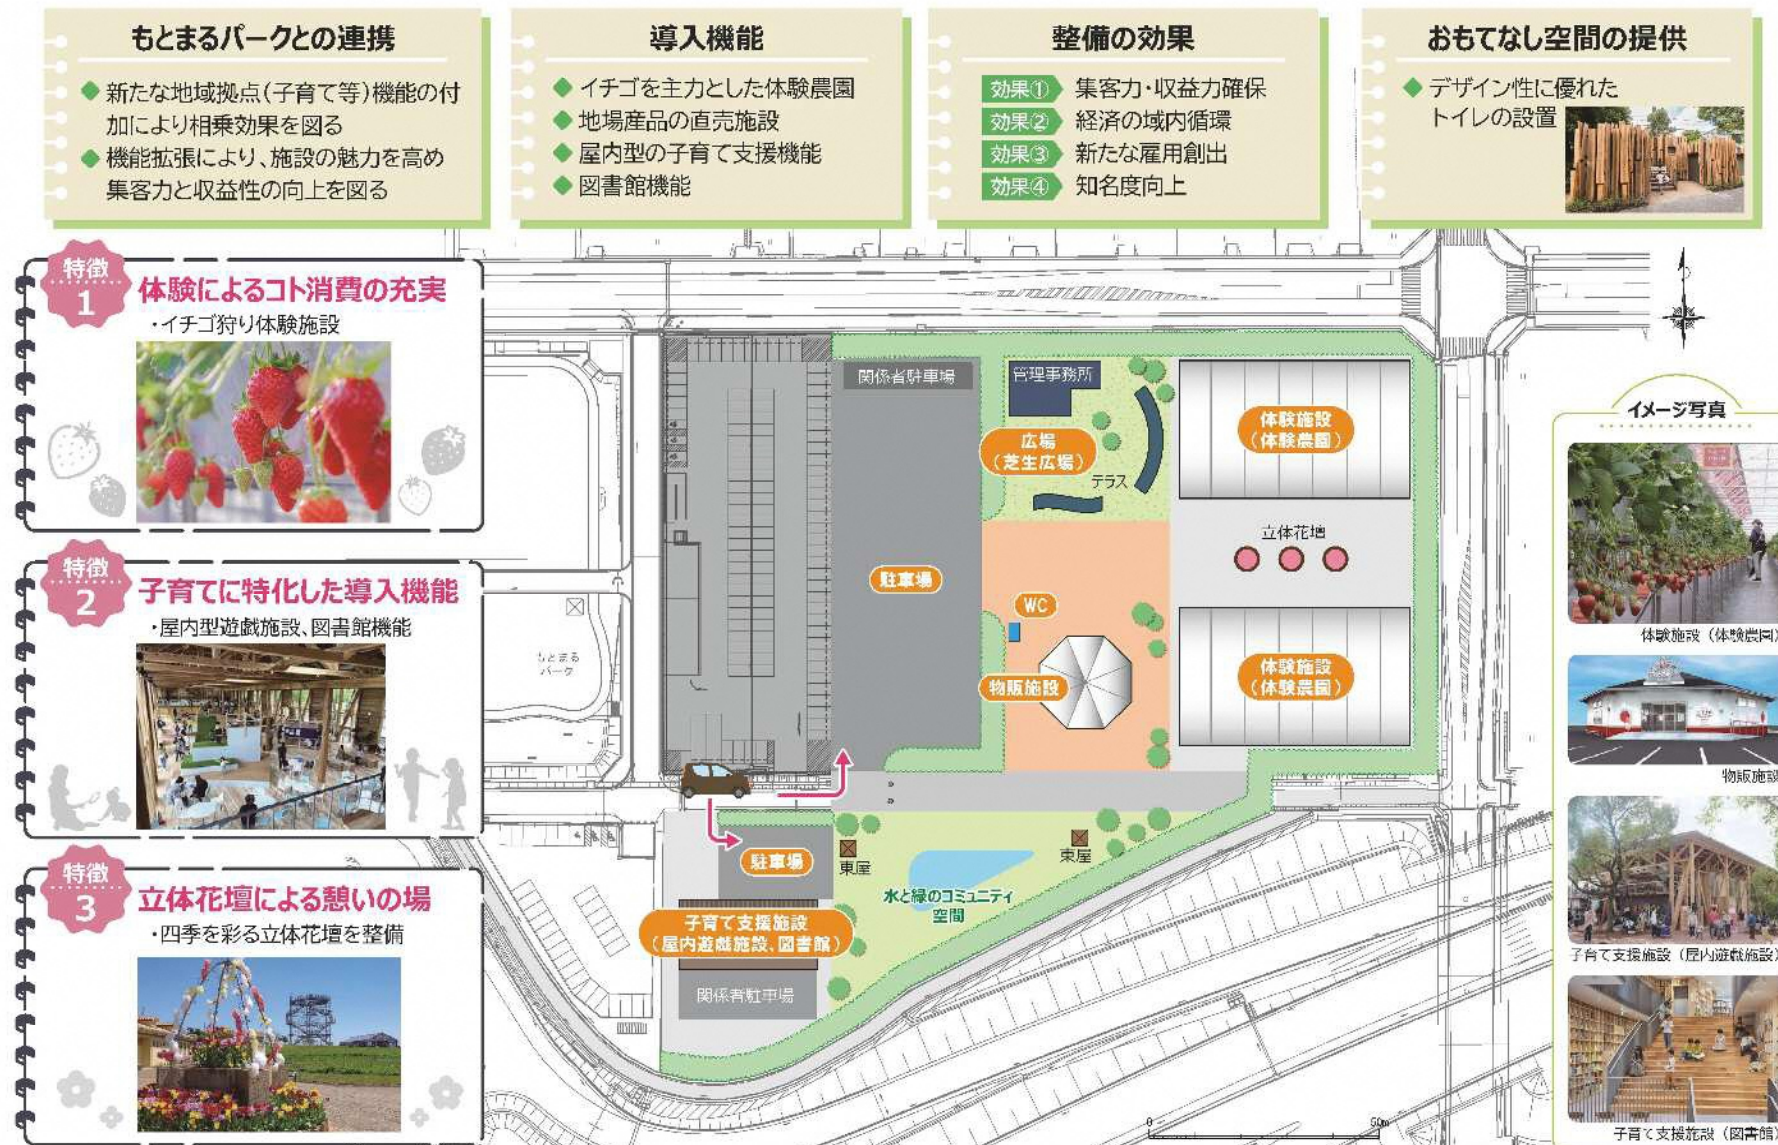 もとまるパークとの連携
◆ 新たな地域拠点(子育て等)機能の付
加により相乗効果を図る
◆ 機能拡張により、施設の魅力を高め
集客力と収益性の向上を図る
導入機能
◆ イチゴを主力とした体験農園
◆ 地場産品の直売施設
◆ 屋内型の子育て支援機能
◆ 図書館機能
整備の効果
効果① 集客力・収益力確保
効果② 経済の域内循環
効果③ 新たな雇用創出
効果④ 知名度向上
おもてなし空間の提供
◆ デザイン性に優れた
トイレの設置
特徴
1
体験によるコト消費の充実
・イチゴ狩り体験施設
特徴
2
子育てに特化した導入機能
・屋内型遊戯施設、図書館機能
特徴
3
立体花壇による憩いの場
・四季を彩る立体花壇を整備
関係者駐車場
管理事務所
広場
(芝生広場)
テラス
体験施設
(体験農園)
立体花壇
駐車場
WC
物販施設
体験施設
(体験農園)
もとまる
パーク
駐車場
東屋
東屋
水と緑のコミュニティ
空間
子育て支援施設
(屋内遊戯施設、図書館)
関係者駐車場
0
50m
イメージ写真
体験施設(体験農園)
物販施設
子育て支援施設(屋内遊戯施設)
子育て支援施設(図書館)